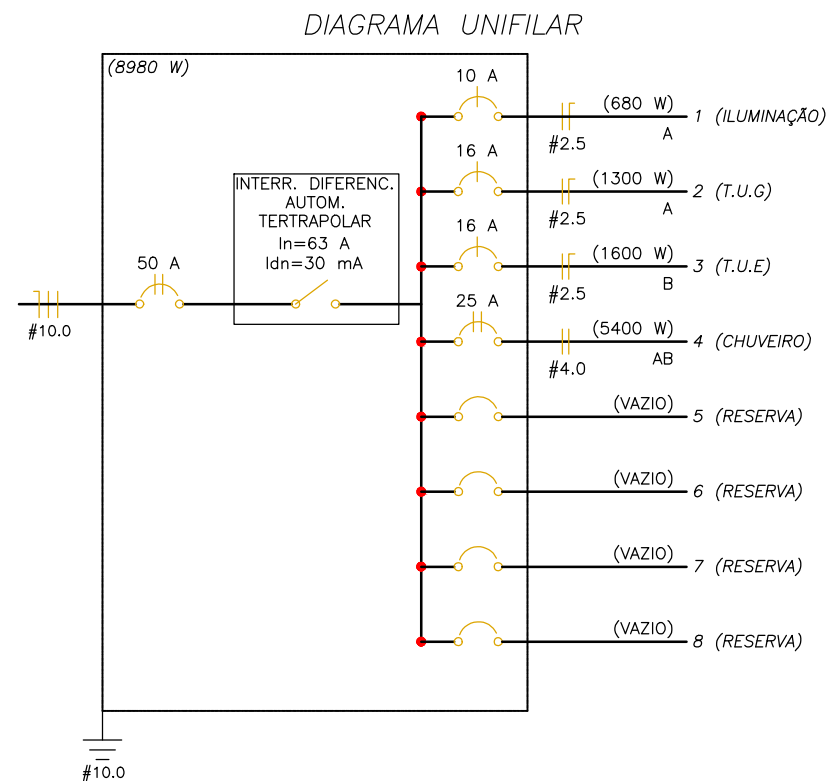 DIAGRAMA UNIFILAR
(8980 W)
10 A
(680 W)
1 (ILUMINAÇÃO)
A
#2.5
16 A
(1300 W)
2 (T.U.G)
A
#2.5
INTERR. DIFERENC.
AUTOM.
TERTRAPOLAR
In=63 A
Idn=30 mA
16 A
(1600 W)
3 (T.U.E)
B
#2.5
50 A
#10.0
25 A
(5400 W)
4 (CHUVEIRO)
AB
#4.0
(VAZIO)
5 (RESERVA)
(VAZIO)
6 (RESERVA)
(VAZIO)
7 (RESERVA)
(VAZIO)
8 (RESERVA)
#10.0